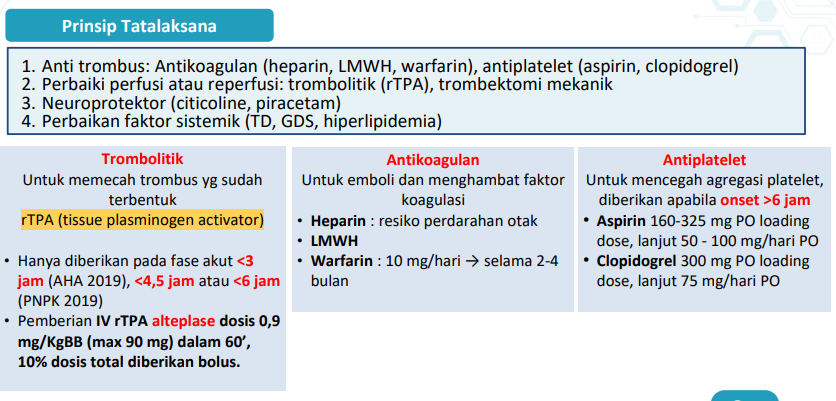 Prinsip Tatalaksana
1. Anti trombus: Antikoagulan (heparin, LMWH, warfarin), antiplatelet (aspirin, clopidogrel)
2. Perbaiki perfusi atau reperfusi: trombolitik (rTPA), trombektomi mekanik
3. Neuroprotektor (citicoline, piracetam)
4. Perbaikan faktor sistemik (TD, GDS, hiperlipidemia)
Trombolitik
Untuk memecah trombus yg sudah
terbentuk
rTPA (tissue plasminogen activator)
• Hanya diberikan pada fase akut <3
jam (AHA 2019), <4,5 jam atau <6 jam
(PNPK 2019)
• Pemberian IV rTPA alteplase dosis 0,9
mg/KgBB (max 90 mg) dalam 60’,
10% dosis total diberikan bolus.
Antikoagulan
Untuk emboli dan menghambat faktor
koagulasi
• Heparin : resiko perdarahan otak
• LMWH
• Warfarin : 10 mg/hari → selama 2-4
bulan
Antiplatelet
Untuk mencegah agregasi platelet,
diberikan apabila onset >6 jam
• Aspirin 160-325 mg PO loading
dose, lanjut 50 - 100 mg/hari PO
• Clopidogrel 300 mg PO loading
dose, lanjut 75 mg/hari PO